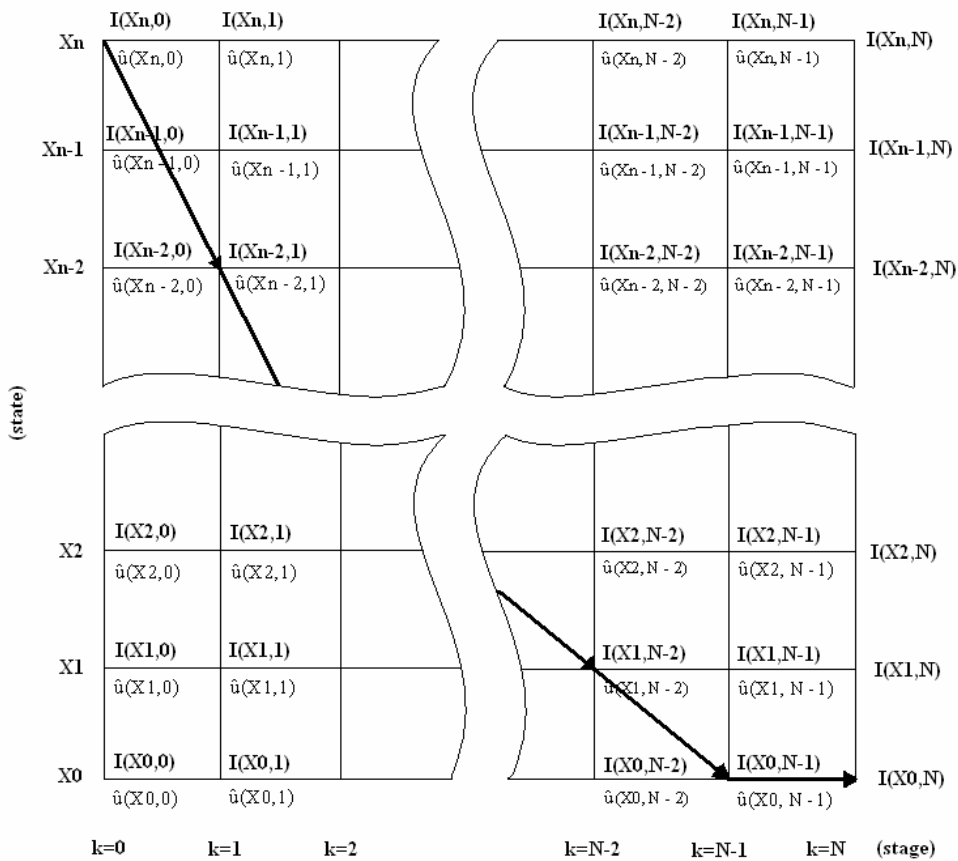 I(Xn,0) I(Xn,1) I(Xn,N-2) I(Xn,N-1)
Xn I(Xn,N)
û(Xn,0) û(Xn,1) û(Xn,N - 2) û(Xn,N -1)
I(Xn-1,0) I(Xn-1,1) I(Xn-1,N-2) I(Xn-1,N-1)
Xn-1 I(Xn-1,N)
û(Xn -1,0) û(Xn -1,1) û(Xn -1,N - 2) û(Xn -1,N -1)
I(Xn-2,0) I(Xn-2,1) I(Xn-2,N-2) I(Xn-2,N-1)
Xn-2 I(Xn-2,N)
û(Xn - 2,0) û(Xn - 2,1) û(Xn - 2,N - 2) û(Xn - 2,N -1)
(state)
I(X2,0) I(X2,1) I(X2,N-2) I(X2,N-1)
X2 I(X2,N)
û(X2,0) û(X2,1) û(X2,N - 2) û(X2, N -1)
I(X1,0) I(X1,1) I(X1,N-2) I(X1,N-1)
X1 I(X1,N)
û(X1,0) û(X1,1) û(X1,N - 2) û(X1, N -1)
I(X0,0) I(X0,1) I(X0,N-2) I(X0,N-1)
X0 I(X0,N)
û(X0,0) û(X0,1) û(X0,N - 2) û(X0, N -1)
k=0 k=1 k=2 k=N-2 k=N-1 k=N (stage)